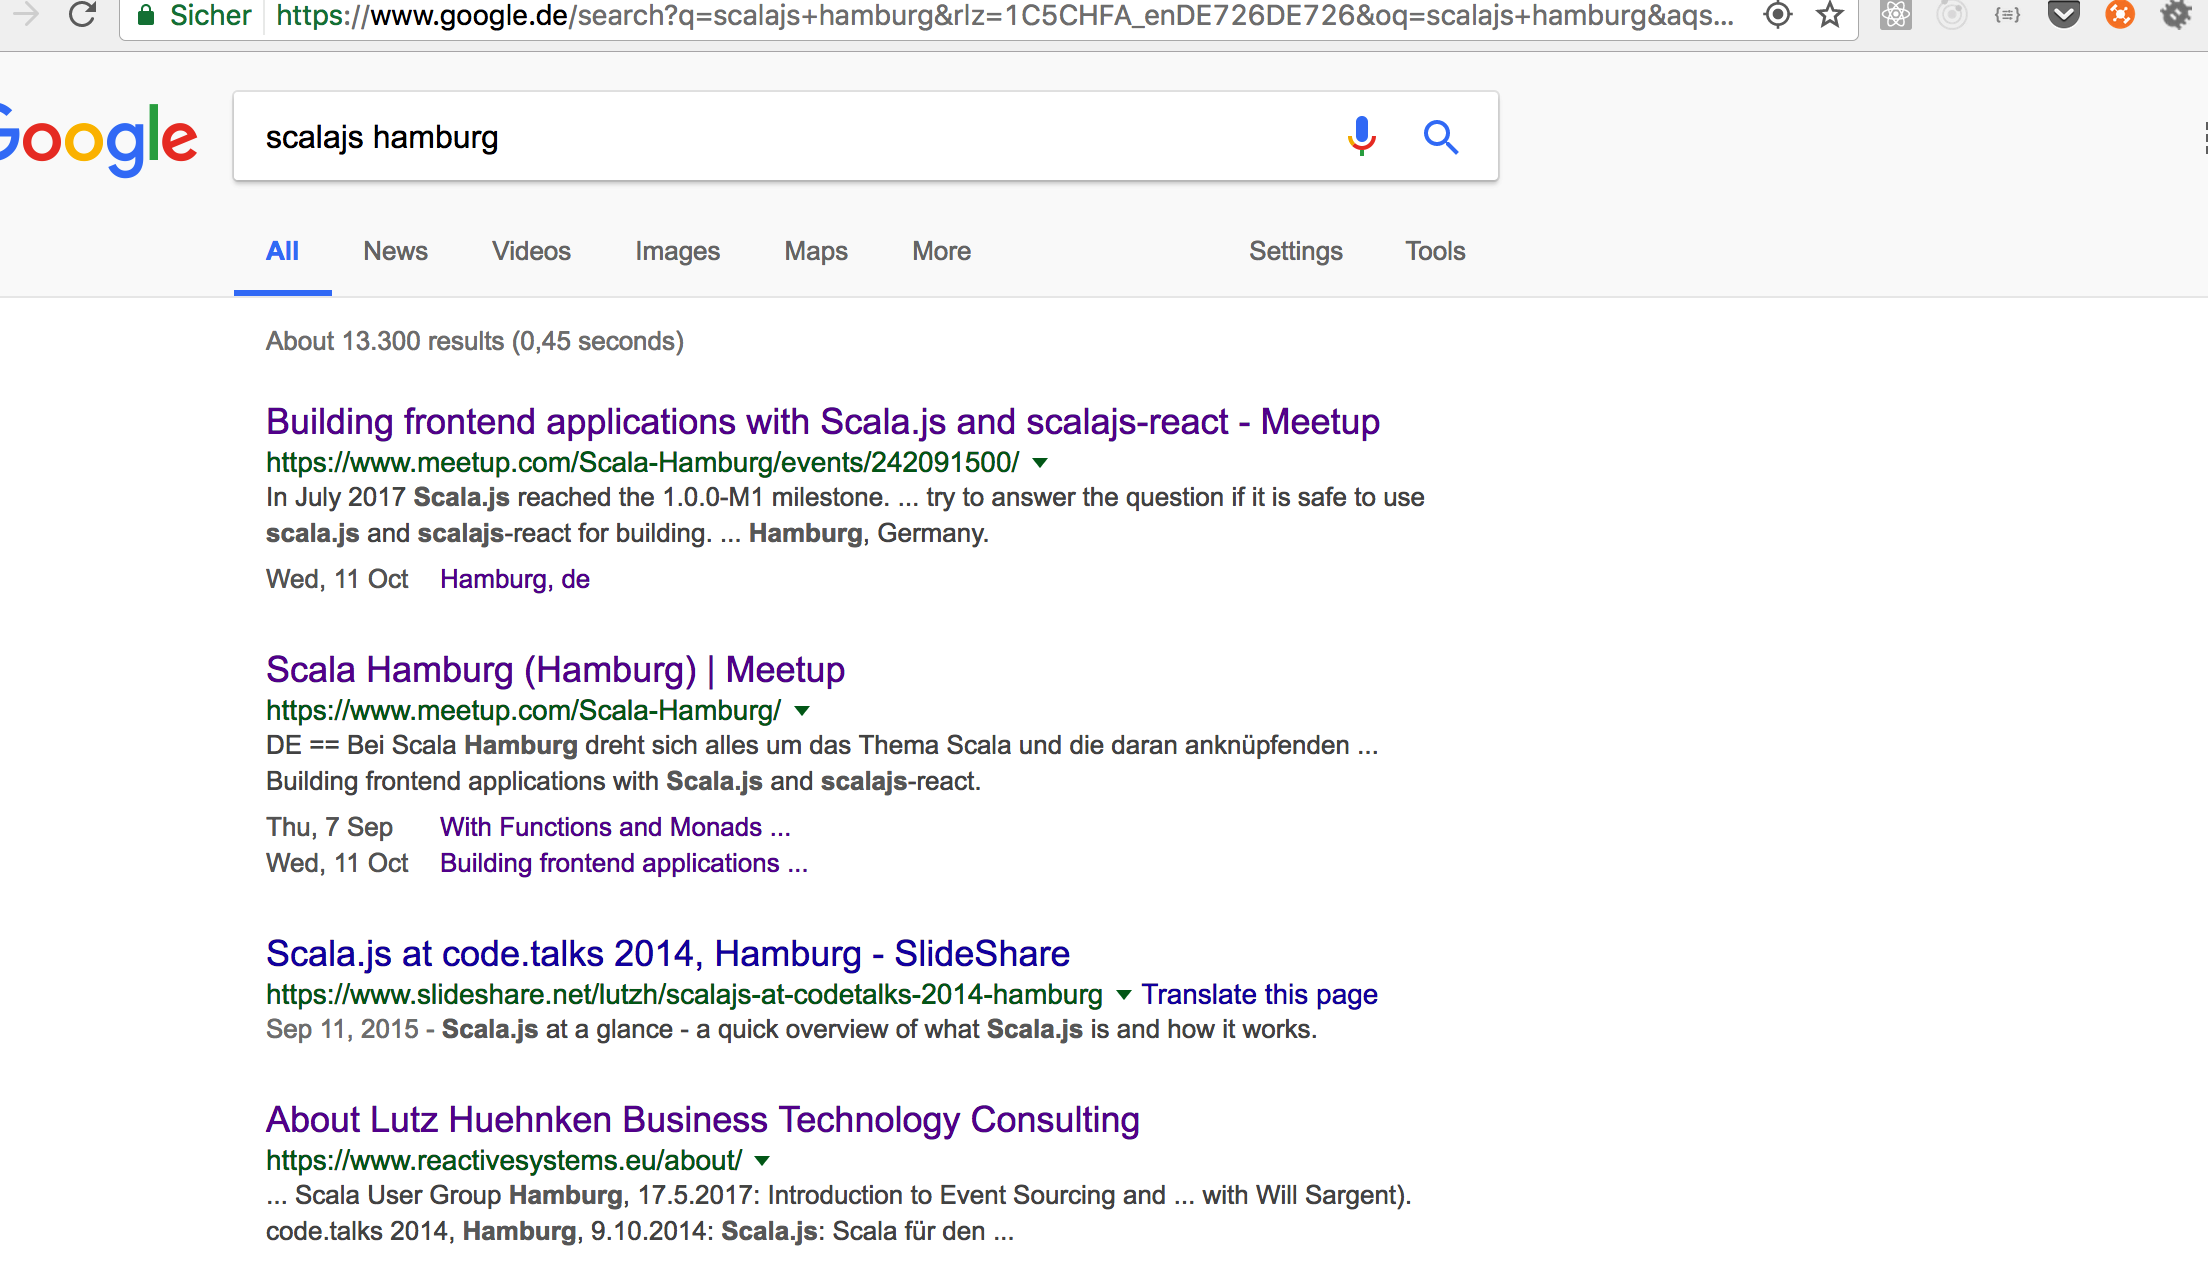 Sicher https://www.google.de/search?q=scalajs+hamburg&rlz=1C5CHFA_enDE726DE726&oq=scalajs+hamburg&aqs...
Google
scalajs hamburg
All News Videos Images Maps More Settings Tools
About 13.300 results (0,45 seconds)
Building frontend applications with Scala.js and scalajs-react - Meetup
https://www.meetup.com/Scala-Hamburg/events/242091500/
In July 2017 Scala.js reached the 1.0.0-M1 milestone. ... try to answer the question if it is safe to use
scala.js and scalajs-react for building. ... Hamburg, Germany.
Wed, 11 Oct Hamburg, de
Scala Hamburg (Hamburg) | Meetup
https://www.meetup.com/Scala-Hamburg/
DE == Bei Scala Hamburg dreht sich alles um das Thema Scala und die daran anknüpfenden ...
Building frontend applications with Scala.js and scalajs-react.
Thu, 7 Sep With Functions and Monads ...
Wed, 11 Oct Building frontend applications ...
Scala.js at code.talks 2014, Hamburg - SlideShare
https://www.slideshare.net/lutzh/scalajs-at-codetalks-2014-hamburg Translate this page
Sep 11, 2015 - Scala.js at a glance - a quick overview of what Scala.js is and how it works.
About Lutz Huehnken Business Technology Consulting
https://www.reactivesystems.eu/about/
... Scala User Group Hamburg, 17.5.2017: Introduction to Event Sourcing and ... with Will Sargent).
code.talks 2014, Hamburg, 9.10.2014: Scala.js: Scala für den ...